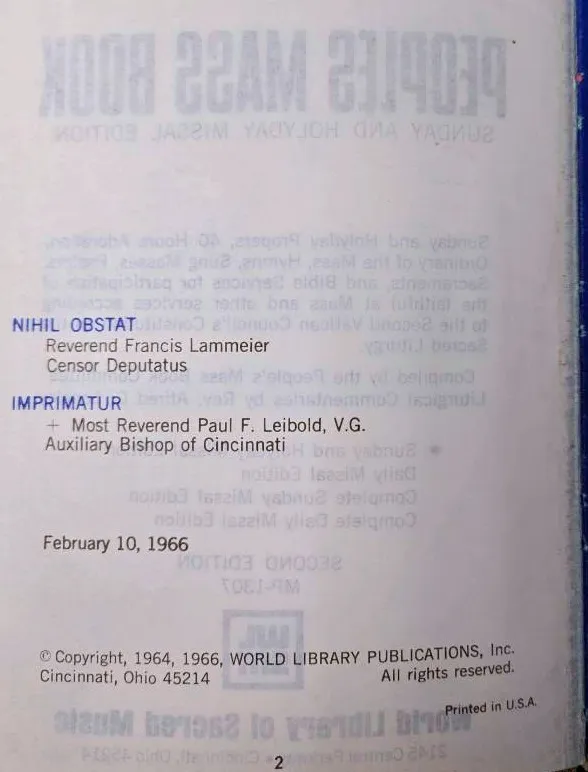 NIHIL OBSTAT
Reverend Francis Lammeier
Censor Deputatus
IMPRIMATUR
+ Most Reverend Paul F. Leibold, V.G.
Auxiliary Bishop of Cincinnati
February 10, 1966
© Copyright, 1964, 1966, WORLD LIBRARY PUBLICATIONS, Inc.
Cincinnati, Ohio 45214 All rights reserved.
Printed in U.S.A.
2